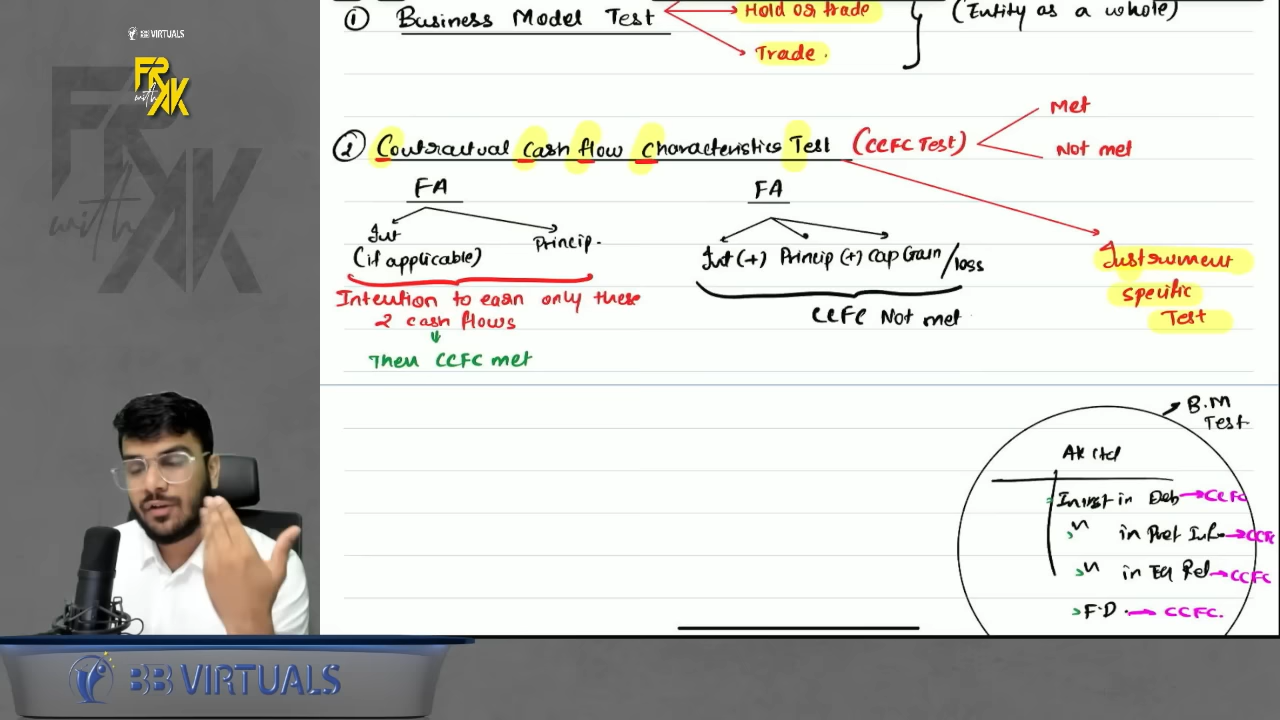 BB VIRTUALS
FR
with
AK
FR
with
AK
① Business Model Test
Hold or trade
Trade.
(Entity as a whole)
② Contractual Cash flow Characteristics Test (CCFC Test)
Met
Not met
FA
Int
(if applicable)
Princip.
Intention to earn only these
2 cash flows
Then CCFC met
FA
Int (+) Princip (+) Cap Gain/loss
CCFC Not met
Instrument
specific
Test
B.M
Test
AK Ltd
Invst in Deb → CCFC
" in Pref → CCFC
" in Eq → CCFC
F.D. → CCFC.
BB VIRTUALS